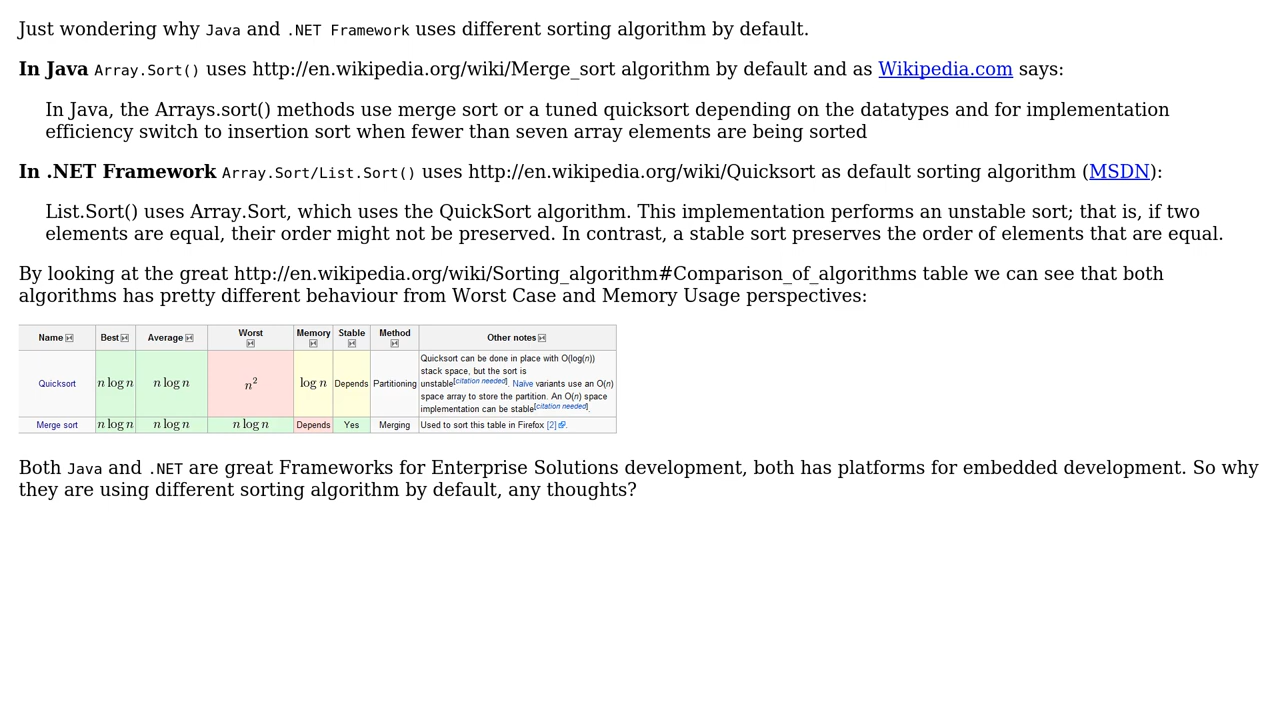 Just wondering why Java and .NET Framework uses different sorting algorithm by default.
In Java Array.Sort() uses http://en.wikipedia.org/wiki/Merge_sort algorithm by default and as Wikipedia.com says:
In Java, the Arrays.sort() methods use merge sort or a tuned quicksort depending on the datatypes and for implementation
efficiency switch to insertion sort when fewer than seven array elements are being sorted
In .NET Framework Array.Sort/List.Sort() uses http://en.wikipedia.org/wiki/Quicksort as default sorting algorithm (MSDN):
List.Sort() uses Array.Sort, which uses the QuickSort algorithm. This implementation performs an unstable sort; that is, if two
elements are equal, their order might not be preserved. In contrast, a stable sort preserves the order of elements that are equal.
By looking at the great http://en.wikipedia.org/wiki/Sorting_algorithm#Comparison_of_algorithms table we can see that both
algorithms has pretty different behaviour from Worst Case and Memory Usage perspectives:
Name Best Average Worst Memory Stable Method Other notes
Quicksort n log n n log n n² log n Depends Partitioning Quicksort can be done in place with O(log(n))
stack space, but the sort is
unstable[citation needed]. Naïve variants use an O(n)
space array to store the partition. An O(n) space
implementation can be stable[citation needed].
Merge sort n log n n log n n log n Depends Yes Merging Used to sort this table in Firefox [2].
Both Java and .NET are great Frameworks for Enterprise Solutions development, both has platforms for embedded development. So why
they are using different sorting algorithm by default, any thoughts?